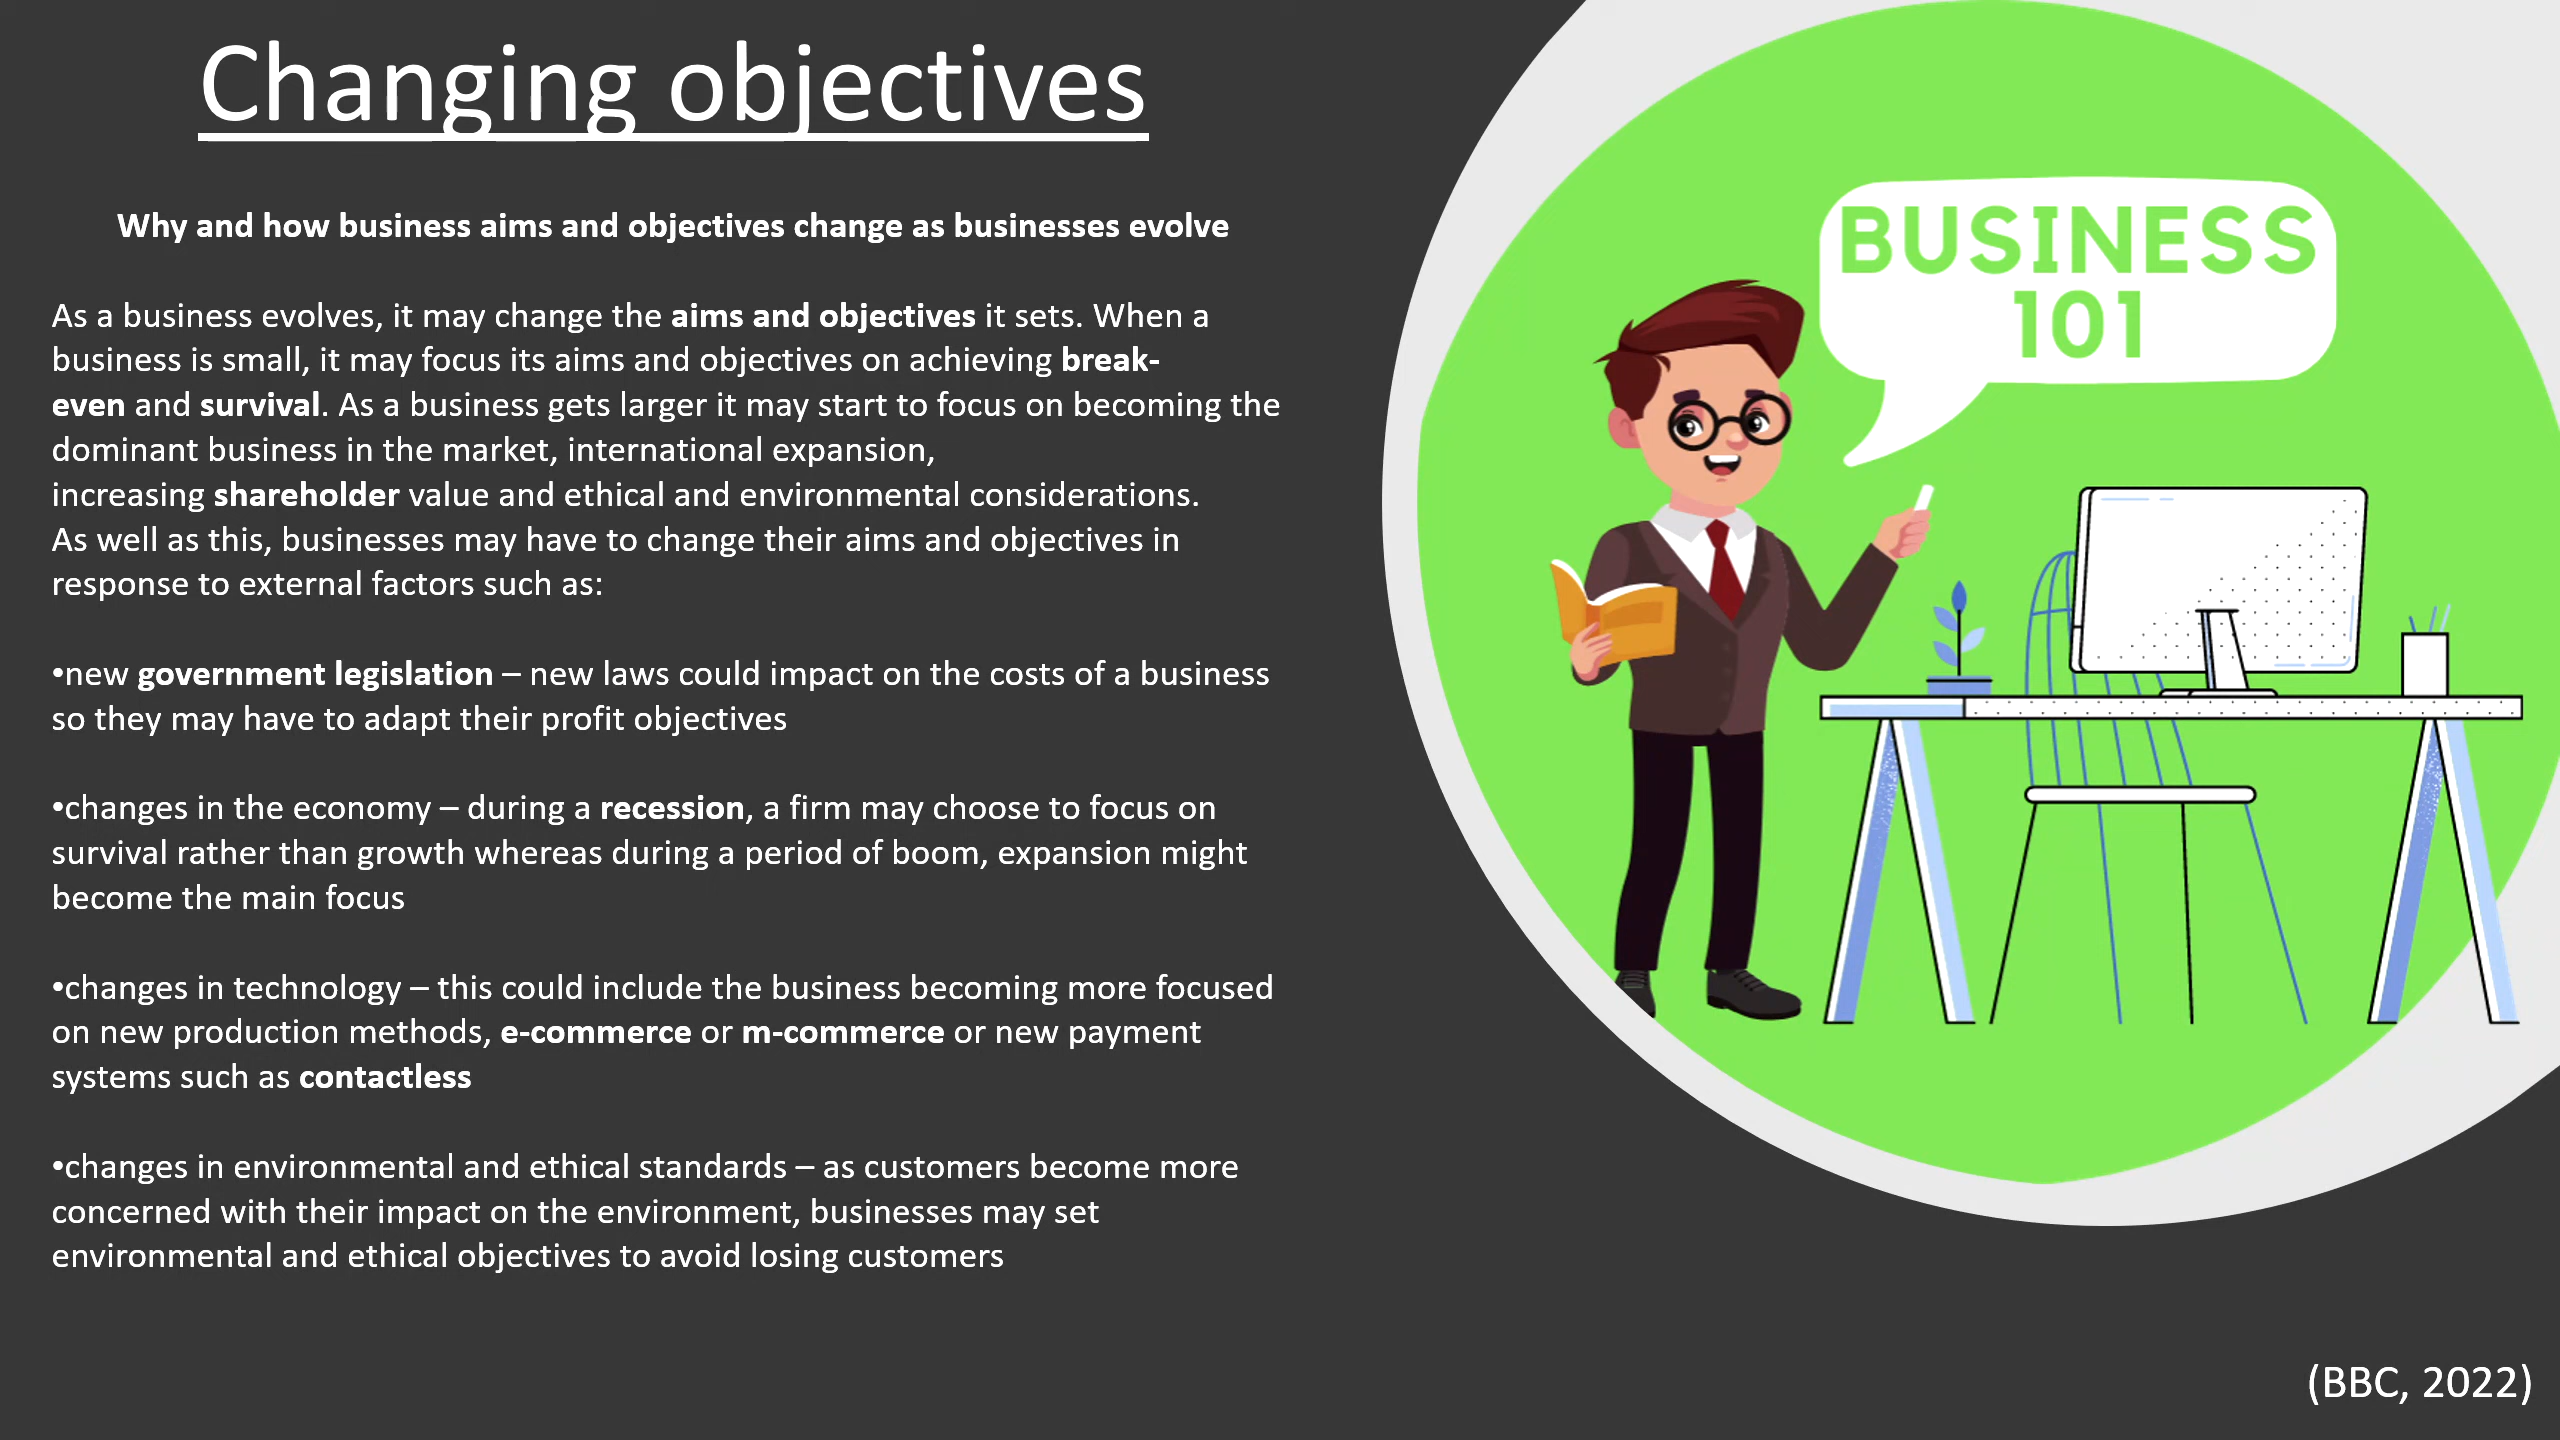 Changing objectives
Why and how business aims and objectives change as businesses evolve
As a business evolves, it may change the aims and objectives it sets. When a
business is small, it may focus its aims and objectives on achieving break-
even and survival. As a business gets larger it may start to focus on becoming the
dominant business in the market, international expansion,
increasing shareholder value and ethical and environmental considerations.
As well as this, businesses may have to change their aims and objectives in
response to external factors such as:
•new government legislation – new laws could impact on the costs of a business
so they may have to adapt their profit objectives
•changes in the economy – during a recession, a firm may choose to focus on
survival rather than growth whereas during a period of boom, expansion might
become the main focus
•changes in technology – this could include the business becoming more focused
on new production methods, e-commerce or m-commerce or new payment
systems such as contactless
•changes in environmental and ethical standards – as customers become more
concerned with their impact on the environment, businesses may set
environmental and ethical objectives to avoid losing customers
BUSINESS
101
(BBC, 2022)